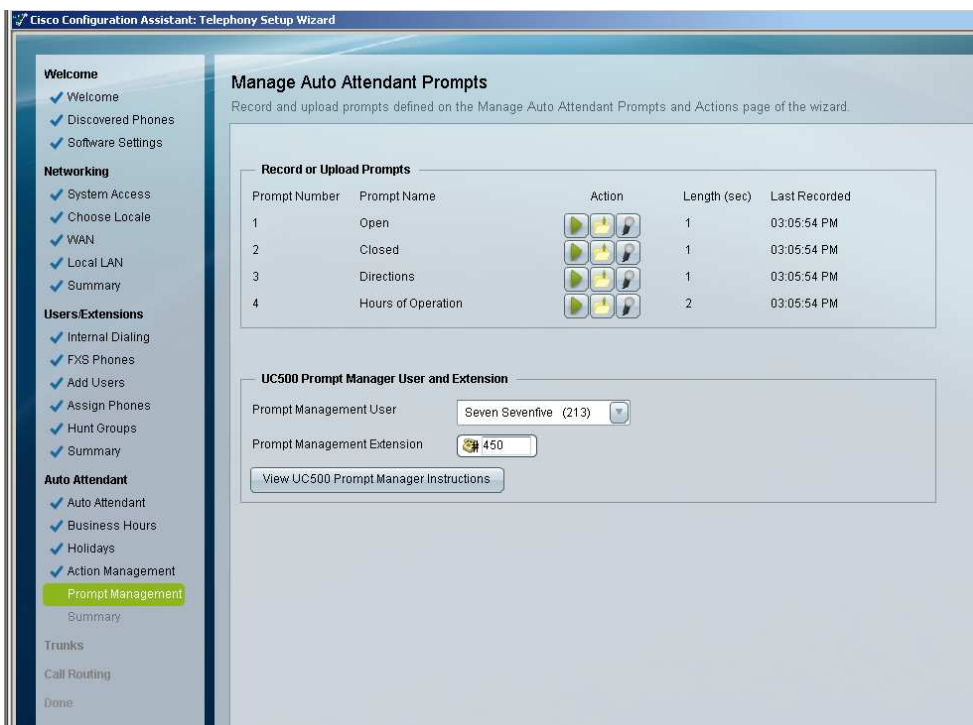 Cisco Configuration Assistant: Telephony Setup Wizard
Welcome
Welcome
Discovered Phones
Software Settings
Networking
System Access
Choose Locale
WAN
Local LAN
Summary
Users/Extensions
Internal Dialing
FXS Phones
Add Users
Assign Phones
Hunt Groups
Summary
Auto Attendant
Auto Attendant
Business Hours
Holidays
Action Management
Prompt Management
Summary
Trunks
Call Routing
Done
Manage Auto Attendant Prompts
Record and upload prompts defined on the Manage Auto Attendant Prompts and Actions page of the wizard.
Record or Upload Prompts
Prompt Number Prompt Name Action Length (sec) Last Recorded
1 Open 1 03:05:54 PM
2 Closed 1 03:05:54 PM
3 Directions 1 03:05:54 PM
4 Hours of Operation 2 03:05:54 PM
UC500 Prompt Manager User and Extension
Prompt Management User Seven Sevenfive (213)
Prompt Management Extension 450
View UC500 Prompt Manager Instructions